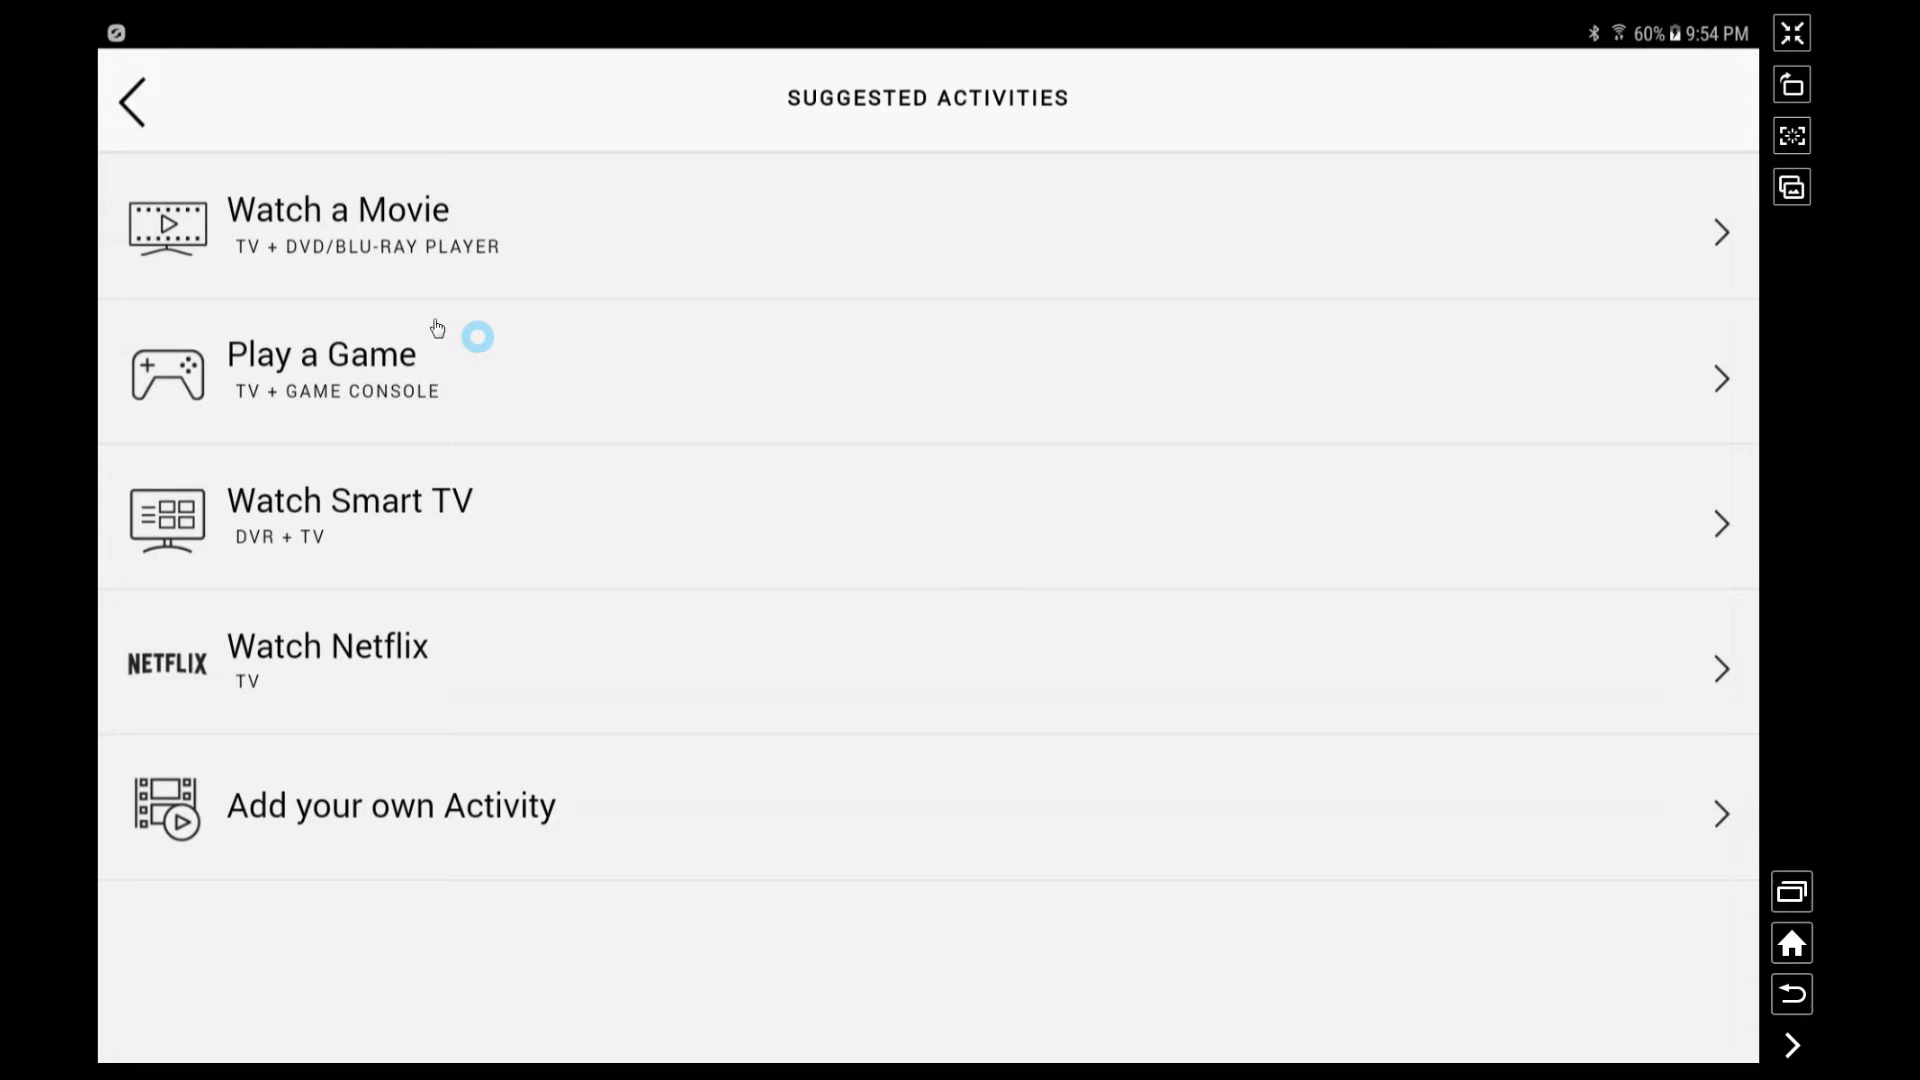 60% 9:54 PM
SUGGESTED ACTIVITIES
Watch a Movie
TV + DVD/BLU-RAY PLAYER
Play a Game
TV + GAME CONSOLE
Watch Smart TV
DVR + TV
NETFLIX
Watch Netflix
TV
Add your own Activity